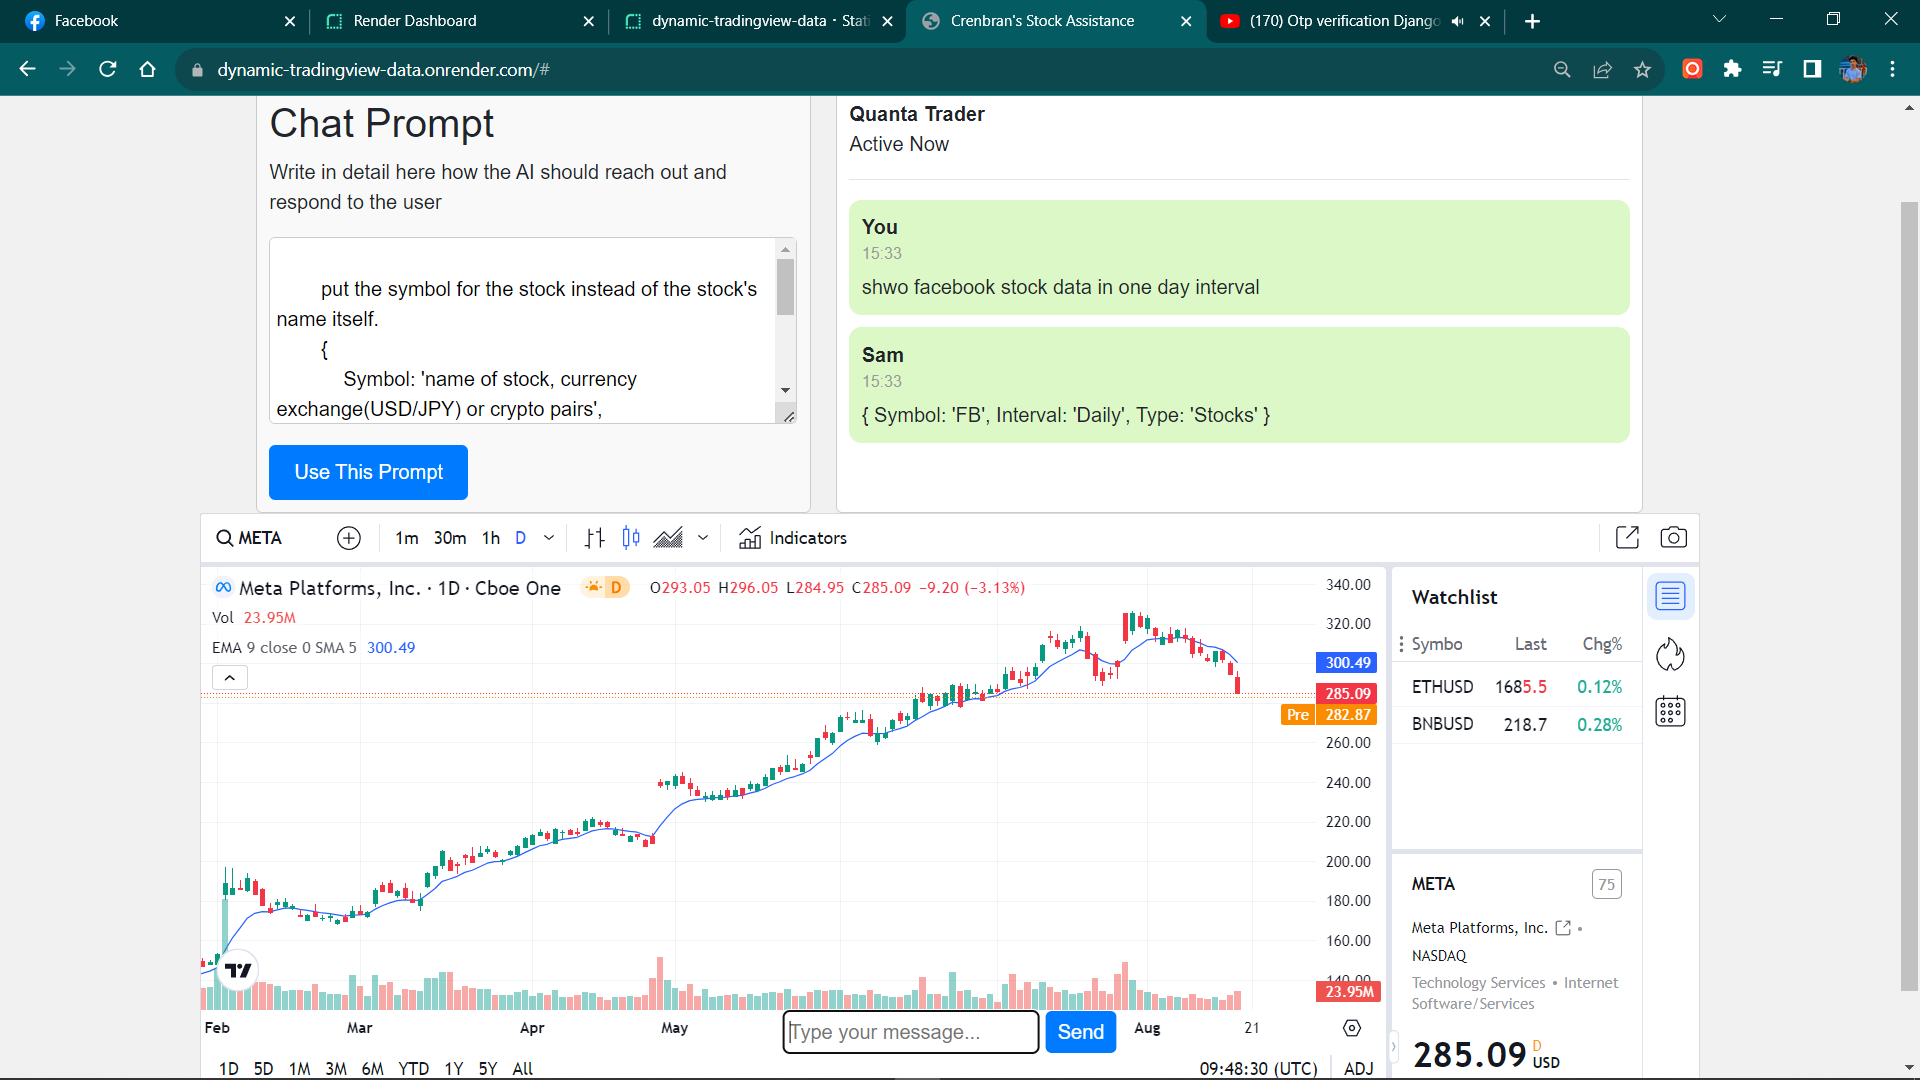 Facebook
Render Dashboard
dynamic-tradingview-data · Stati
Crenbran's Stock Assistance
(170) Otp verification Django
dynamic-tradingview-data.onrender.com/#
Chat Prompt
Write in detail here how the AI should reach out and
respond to the user
put the symbol for the stock instead of the stock's
name itself.
{
Symbol: 'name of stock, currency
exchange(USD/JPY) or crypto pairs',
Use This Prompt
Quanta Trader
Active Now
You
15:33
shwo facebook stock data in one day interval
Sam
15:33
{ Symbol: 'FB', Interval: 'Daily', Type: 'Stocks' }
META
1m 30m 1h D
Indicators
Meta Platforms, Inc. · 1D · Cboe One D O293.05 H296.05 L284.95 C285.09 −9.20 (−3.13%)
Vol 23.95M
EMA 9 close 0 SMA 5 300.49
340.00
320.00
300.49
285.09
Pre 282.87
260.00
240.00
220.00
200.00
180.00
160.00
140.00
23.95M
Feb Mar Apr May Aug 21
Type your message...
Send
1D 5D 1M 3M 6M YTD 1Y 5Y All
09:48:30 (UTC) ADJ
Watchlist
Symbo Last Chg%
ETHUSD 1685.5 0.12%
BNBUSD 218.7 0.28%
META 75
Meta Platforms, Inc. •
NASDAQ
Technology Services • Internet
Software/Services
285.09 D USD